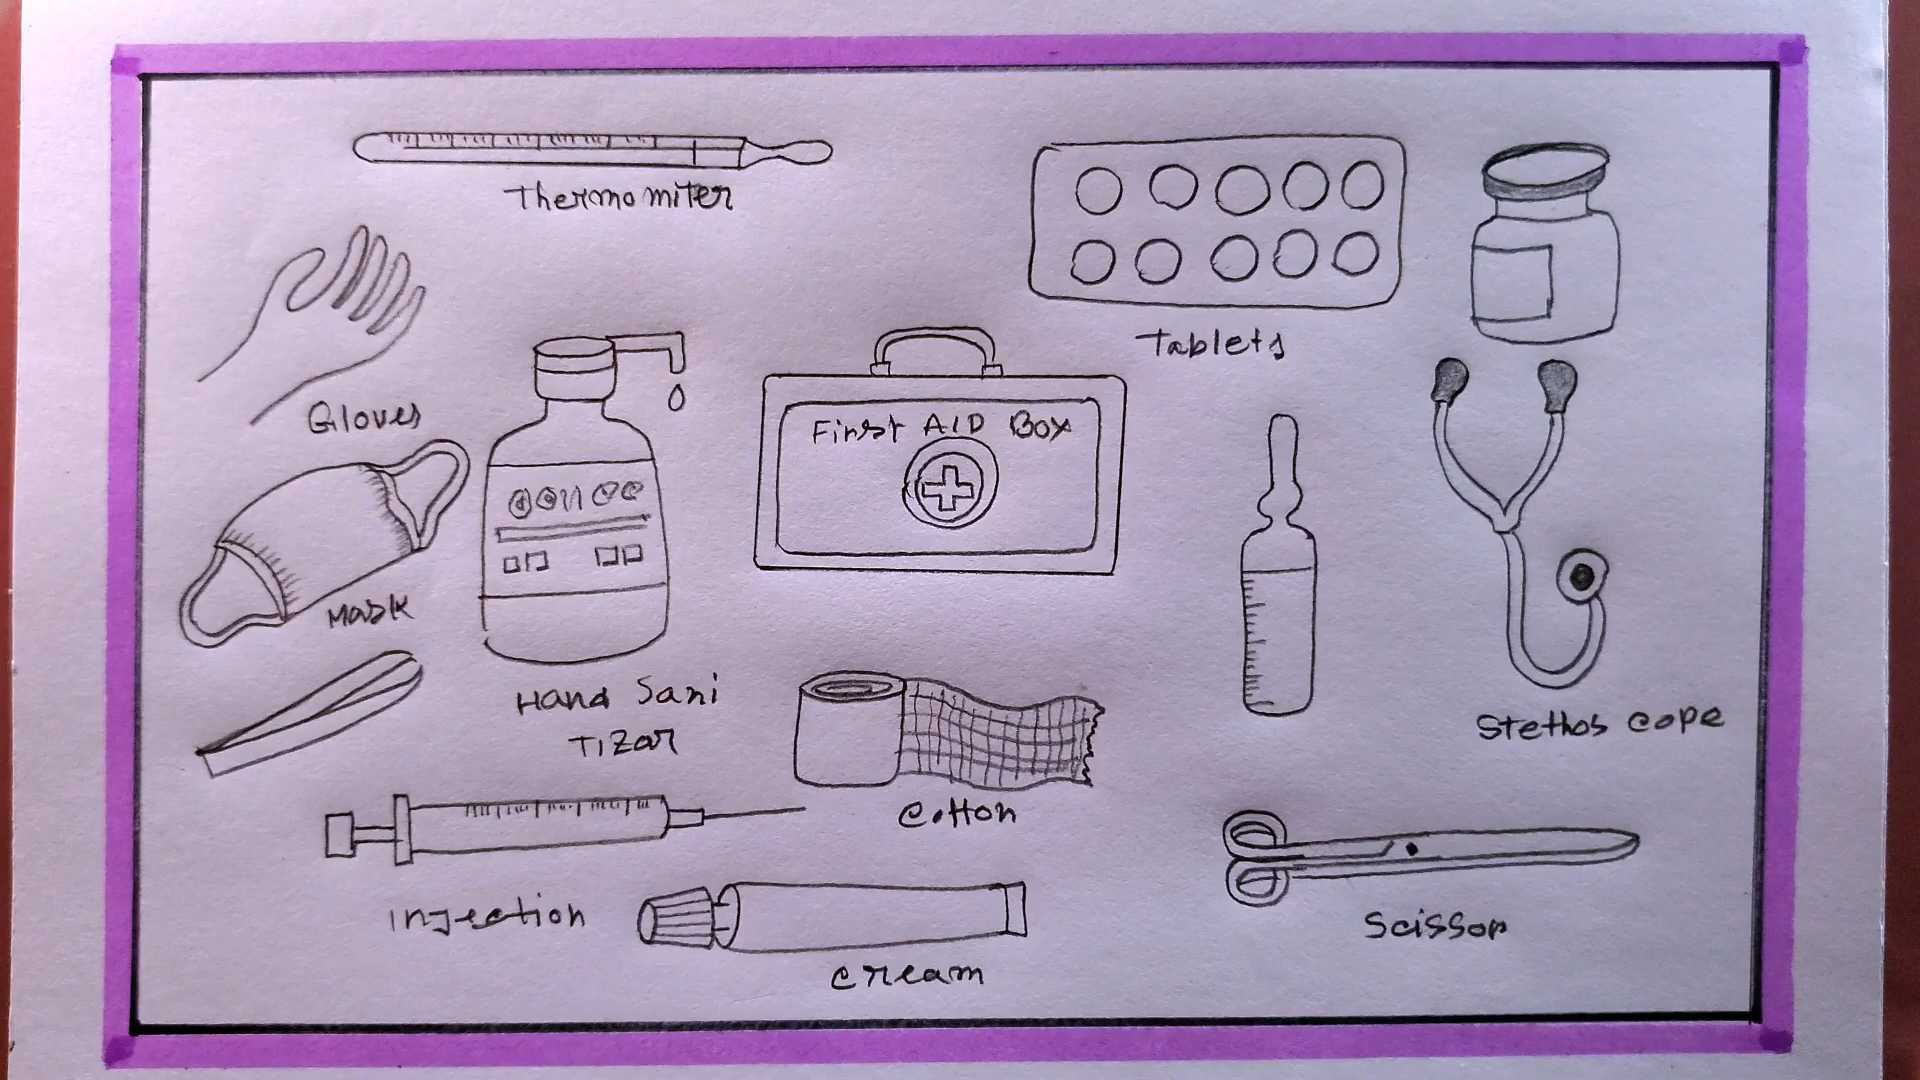 Thermomiter
Tablets
Gloves
First AID Box
Mask
Hand Sani
TIZar
Stethos cope
Cotton
Injection
Scissor
Cream